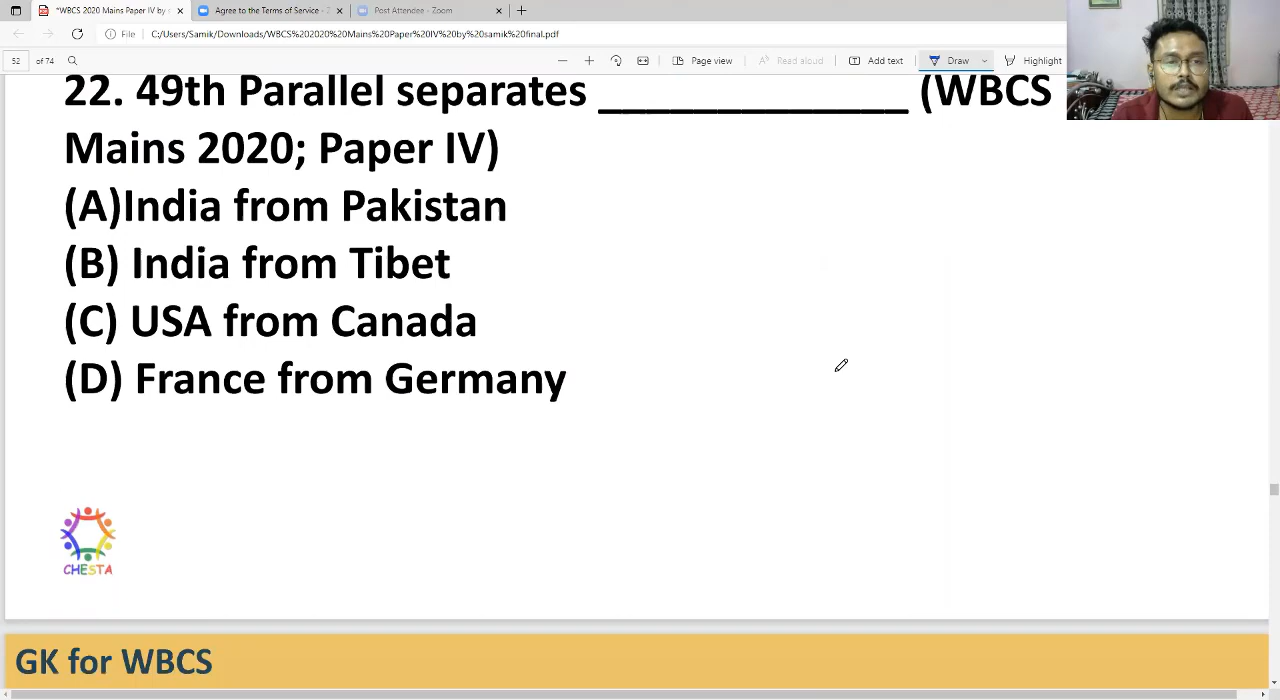 *WBCS 2020 Mains Paper IV by s
Agree to the Terms of Service - Z
Post Attendee - Zoom
File
C:/Users/Samik/Downloads/WBCS%202020%20Mains%20Paper%20IV%20by%20samik%20final.pdf
52 of 74
Page view
Read aloud
Add text
Draw
Highlight
22. 49th Parallel separates _____________ (WBCS
Mains 2020; Paper IV)
(A)India from Pakistan
(B) India from Tibet
(C) USA from Canada
(D) France from Germany
CHESTA
GK for WBCS